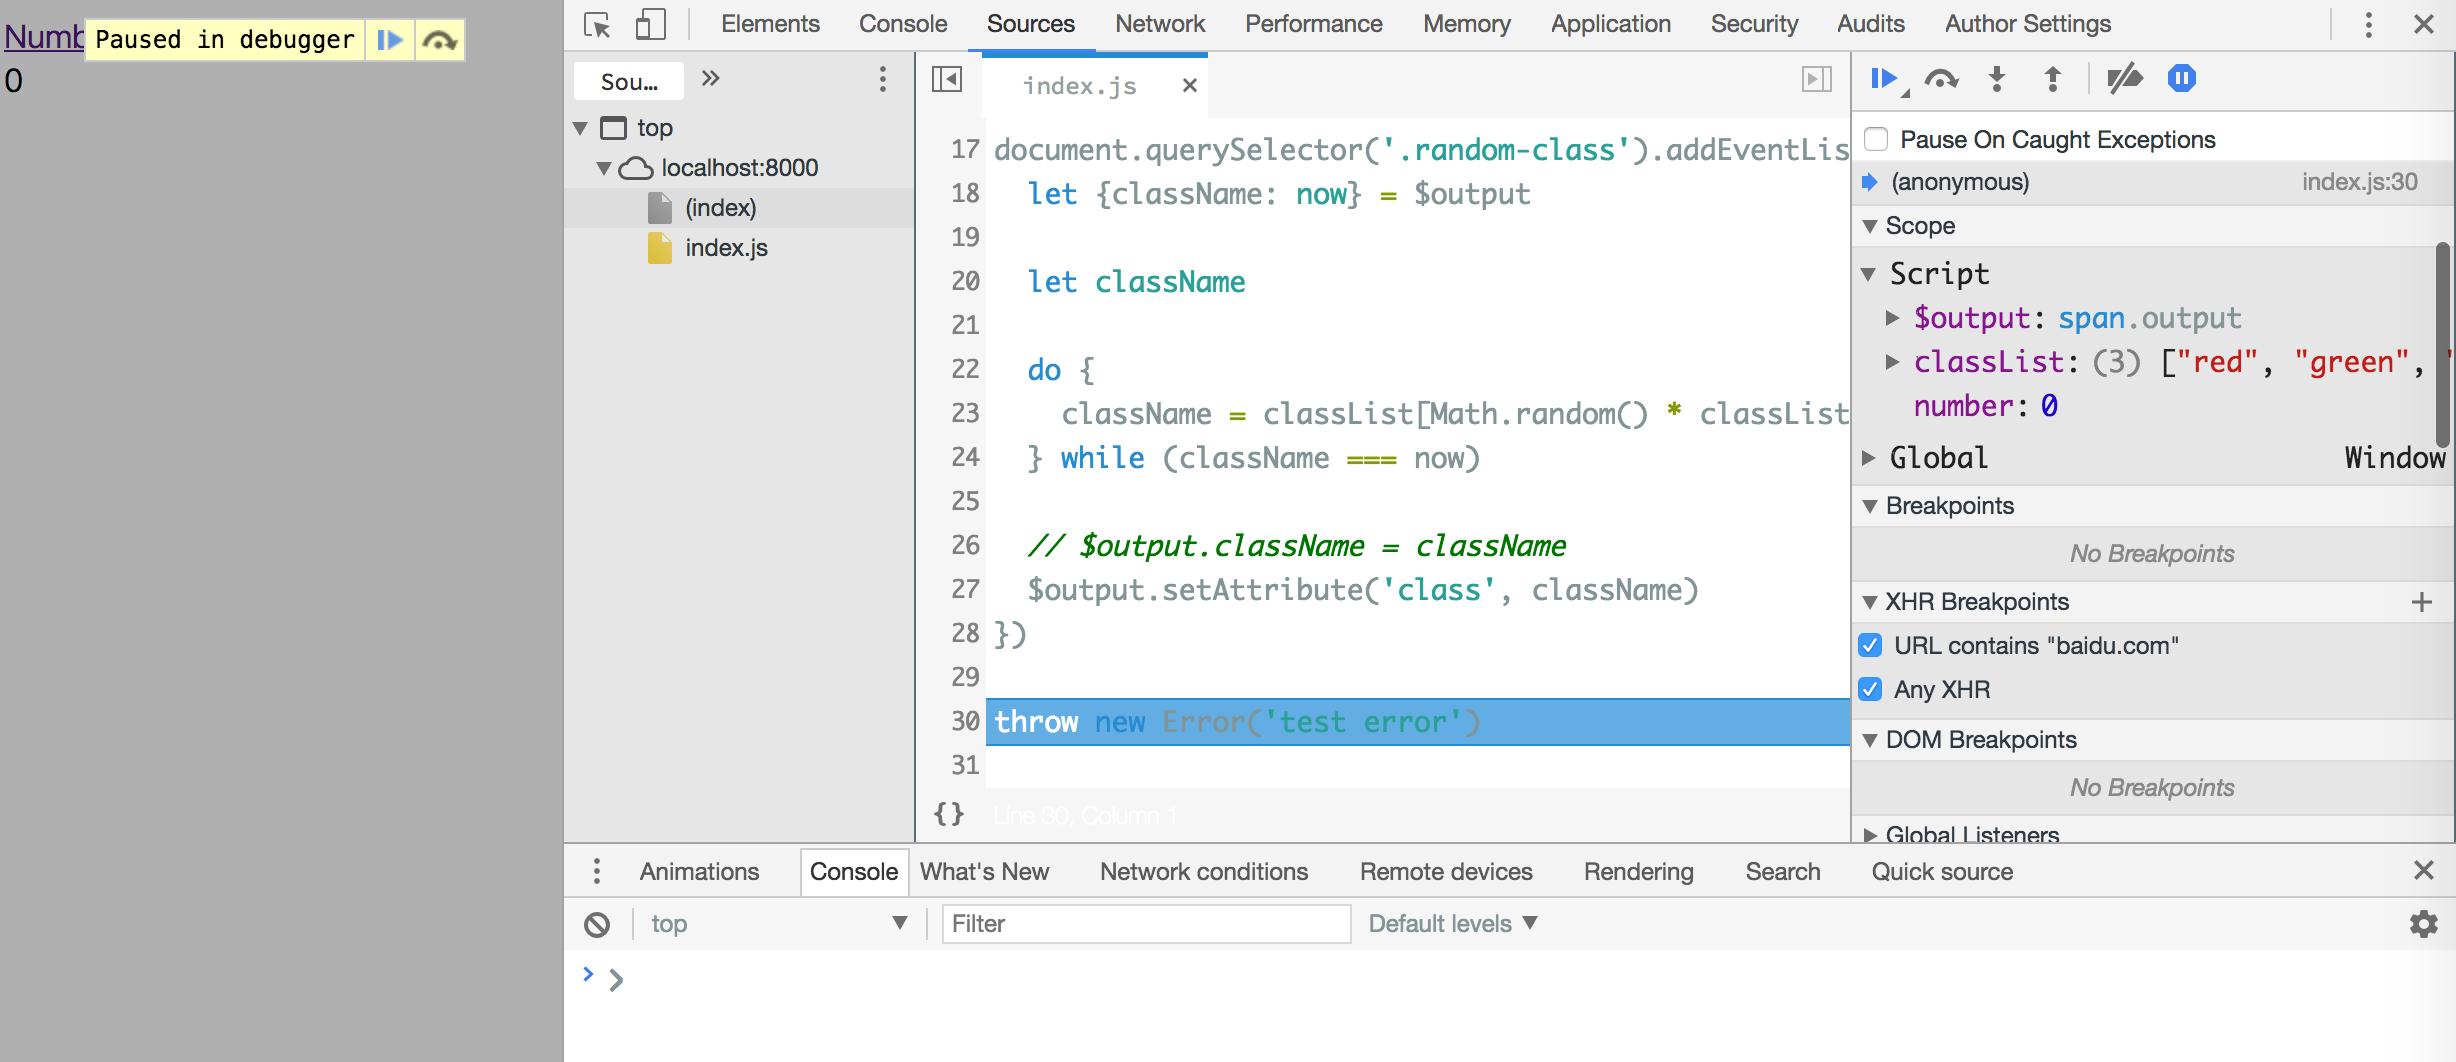 Numb
Paused in debugger
0
Elements Console Sources Network Performance Memory Application Security Audits Author Settings
Sou...
top
localhost:8000
(index)
index.js
index.js
17 document.querySelector('.random-class').addEventLis
18 let {className: now} = $output
19
20 let className
21
22 do {
23 className = classList[Math.random() * classList
24 } while (className === now)
25
26 // $output.className = className
27 $output.setAttribute('class', className)
28 })
29
30 throw new Error('test error')
31
{} Line 30, Column 1
Pause On Caught Exceptions
(anonymous) index.js:30
Scope
Script
$output: span.output
classList: (3) ["red", "green", "
number: 0
Global Window
Breakpoints
No Breakpoints
XHR Breakpoints +
URL contains "baidu.com"
Any XHR
DOM Breakpoints
No Breakpoints
Global Listeners
Animations Console What's New Network conditions Remote devices Rendering Search Quick source
top Filter Default levels